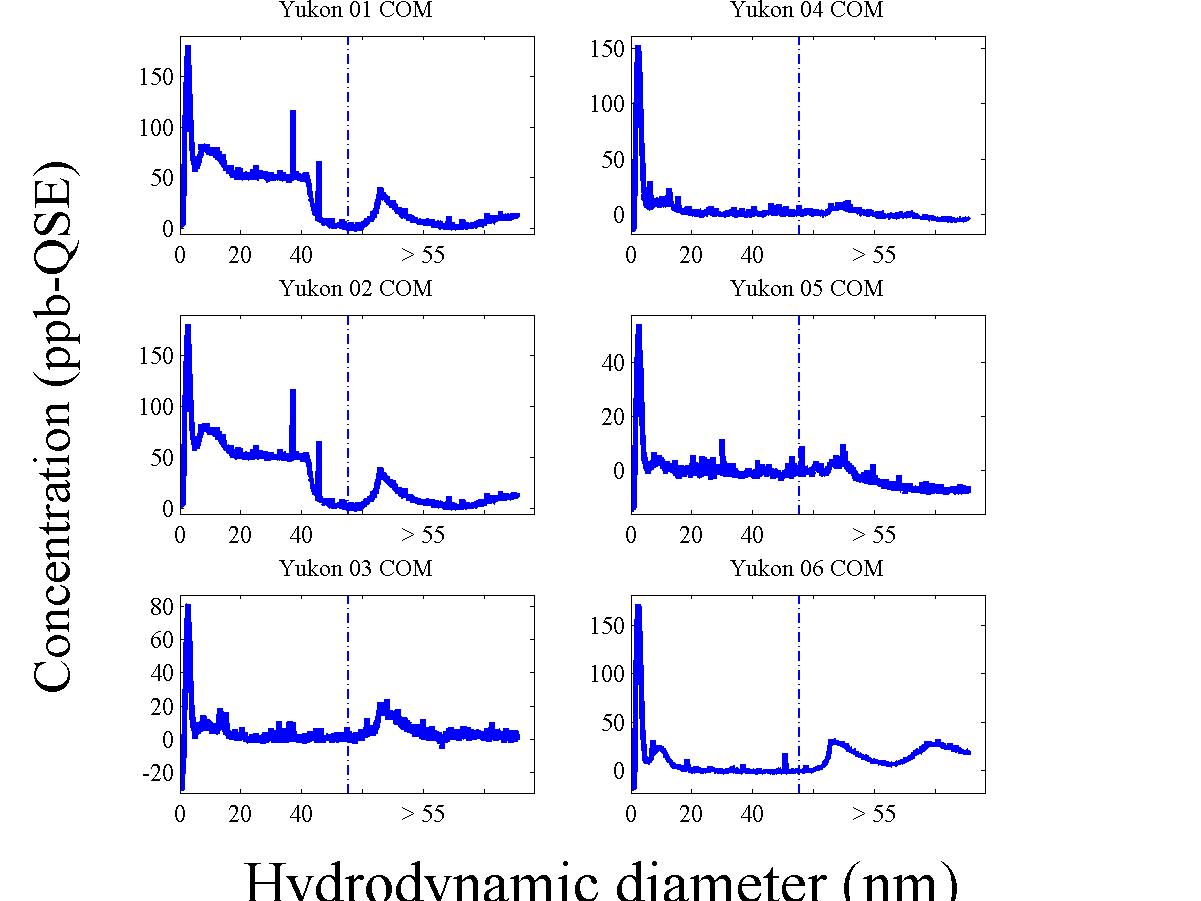 Concentration (ppb-QSE)
Yukon 01 COM
150
100
50
0
0 20 40 > 55
Yukon 04 COM
150
100
50
0
0 20 40 > 55
Yukon 02 COM
150
100
50
0
0 20 40 > 55
Yukon 05 COM
40
20
0
0 20 40 > 55
Yukon 03 COM
80
60
40
20
0
-20
0 20 40 > 55
Yukon 06 COM
150
100
50
0
0 20 40 > 55
Hydrodynamic diameter (nm)